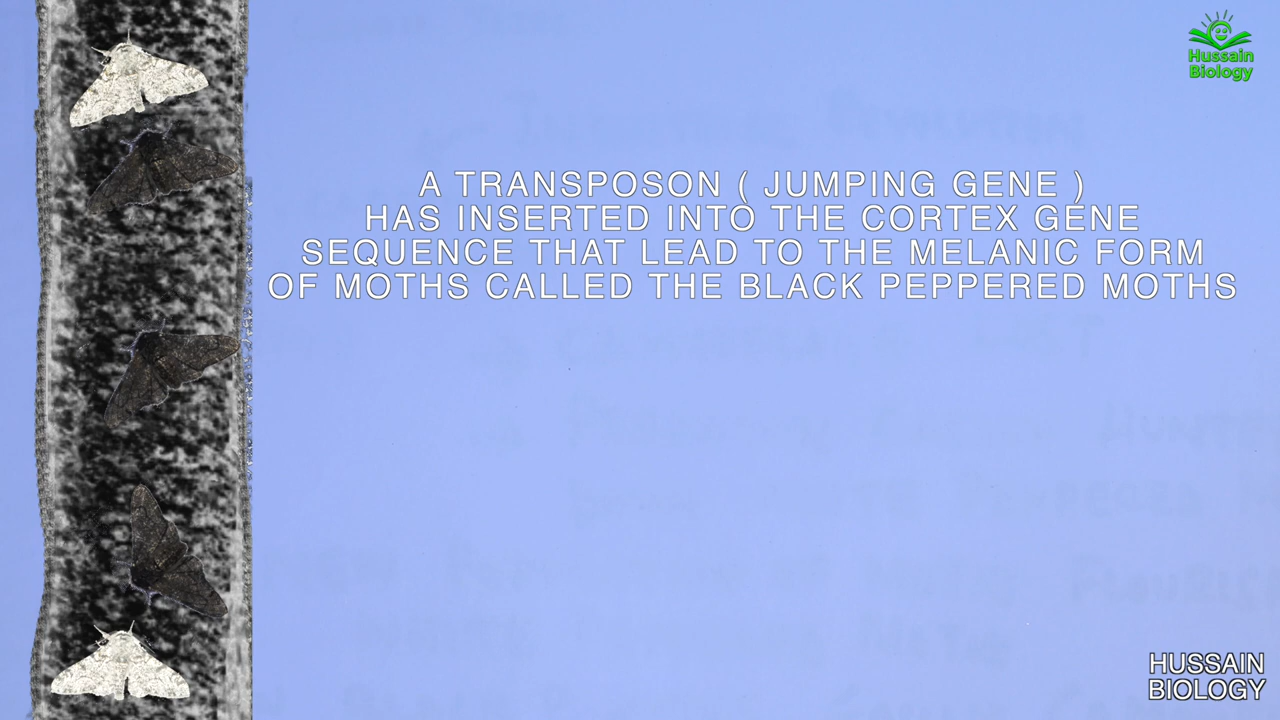 Hussain
Biology
A TRANSPOSON ( JUMPING GENE )
HAS INSERTED INTO THE CORTEX GENE
SEQUENCE THAT LEAD TO THE MELANIC FORM
OF MOTHS CALLED THE BLACK PEPPERED MOTHS
HUSSAIN
BIOLOGY